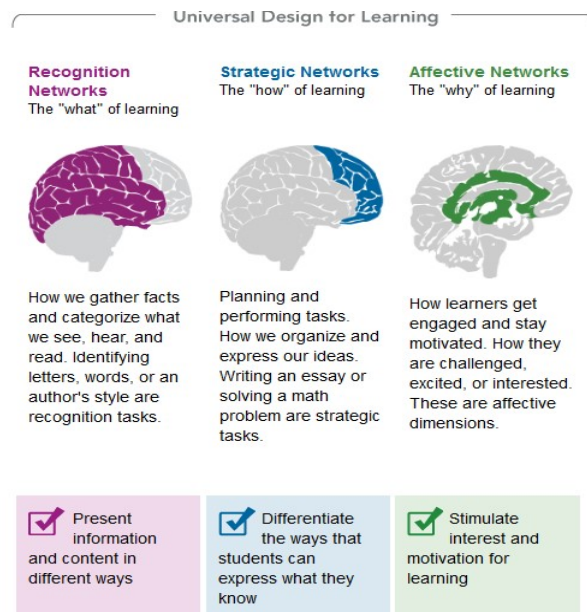 Universal Design for Learning
Recognition
Networks
The "what" of learning
How we gather facts
and categorize what
we see, hear, and
read. Identifying
letters, words, or an
author's style are
recognition tasks.
Present
information
and content in
different ways
Strategic Networks
The "how" of learning
Planning and
performing tasks.
How we organize and
express our ideas.
Writing an essay or
solving a math
problem are strategic
tasks.
Differentiate
the ways that
students can
express what they
know
Affective Networks
The "why" of learning
How learners get
engaged and stay
motivated. How they
are challenged,
excited, or interested.
These are affective
dimensions.
Stimulate
interest and
motivation for
learning